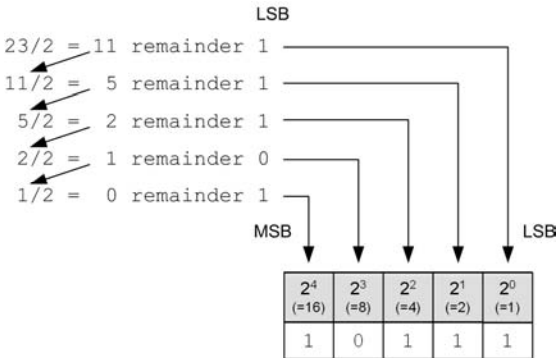 LSB
23/2 = 11 remainder 1
11/2 = 5 remainder 1
5/2 = 2 remainder 1
2/2 = 1 remainder 0
1/2 = 0 remainder 1
MSB LSB
2⁴ 2³ 2² 2¹ 2⁰
(=16) (=8) (=4) (=2) (=1)
1 0 1 1 1